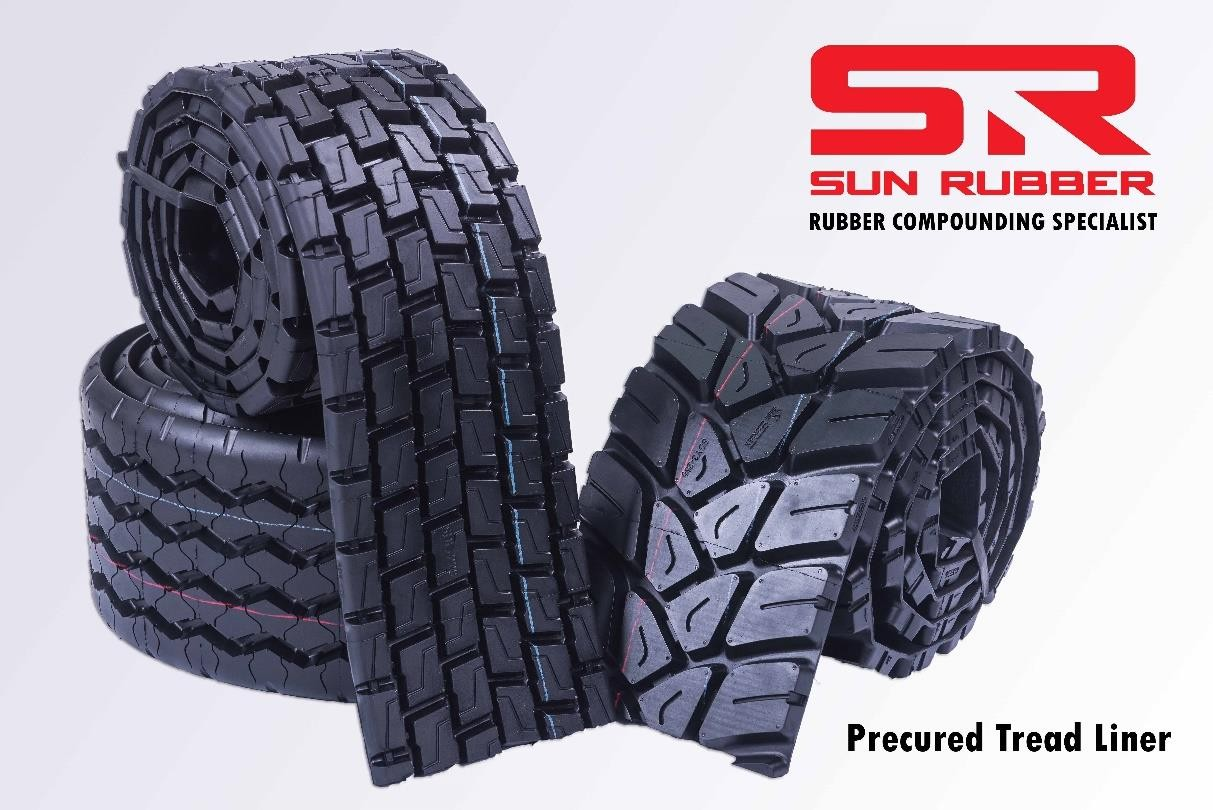 SR
SUN RUBBER
RUBBER COMPOUNDING SPECIALIST
Precured Tread Liner